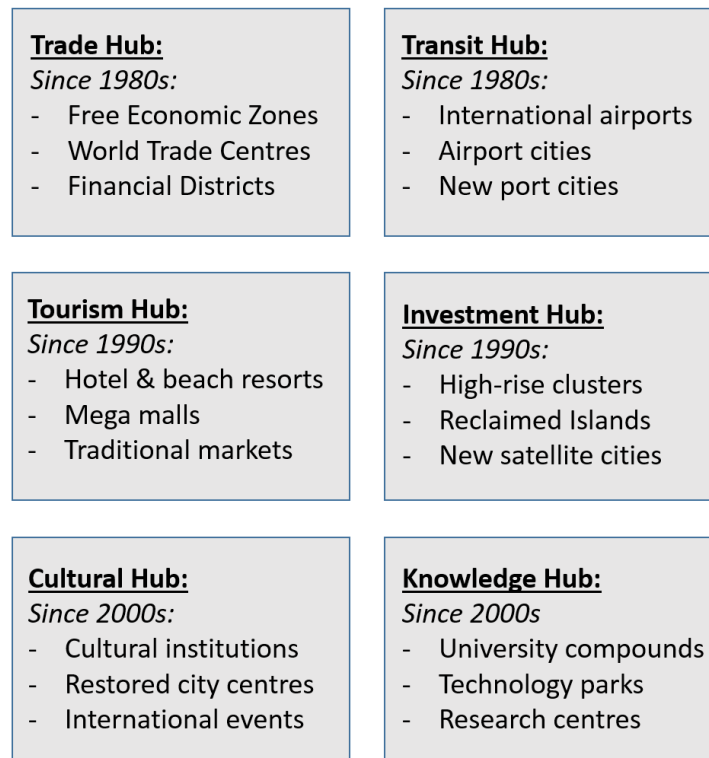 Trade Hub:
Since 1980s:
- Free Economic Zones
- World Trade Centres
- Financial Districts
Transit Hub:
Since 1980s:
- International airports
- Airport cities
- New port cities
Tourism Hub:
Since 1990s:
- Hotel & beach resorts
- Mega malls
- Traditional markets
Investment Hub:
Since 1990s:
- High-rise clusters
- Reclaimed Islands
- New satellite cities
Cultural Hub:
Since 2000s:
- Cultural institutions
- Restored city centres
- International events
Knowledge Hub:
Since 2000s
- University compounds
- Technology parks
- Research centres